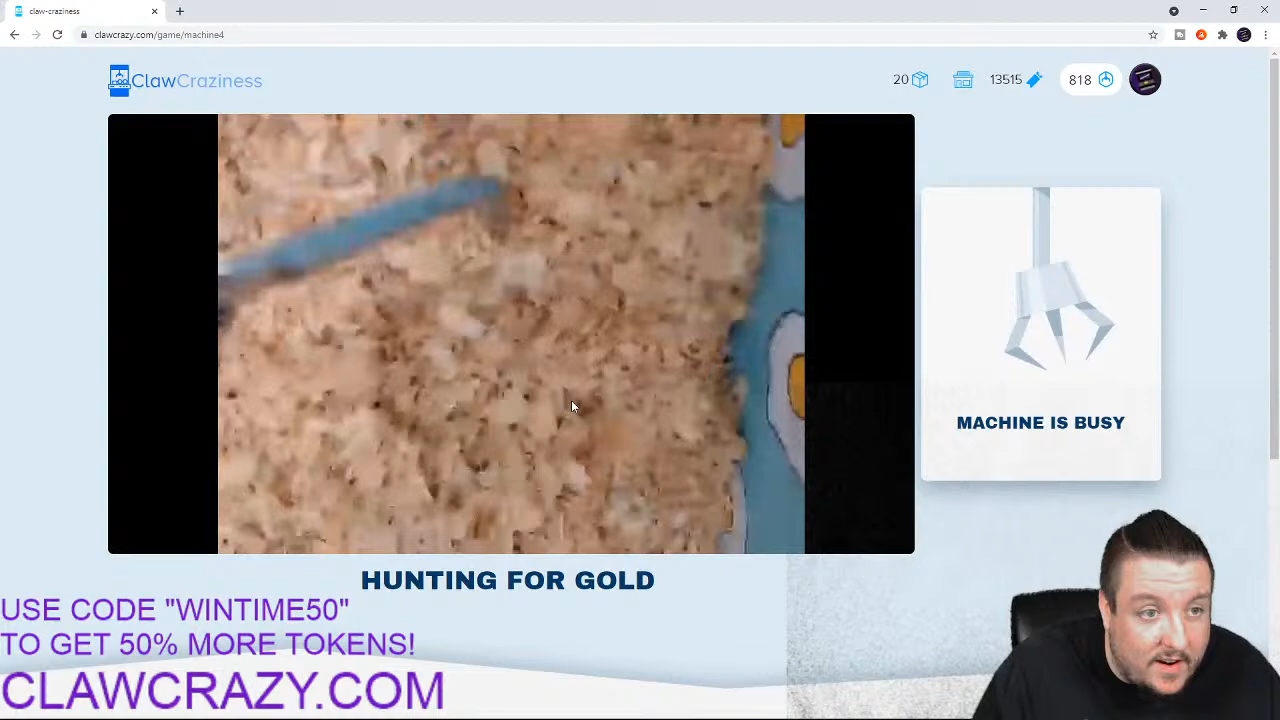 claw-craziness
clawcrazy.com/game/machine4
ClawCraziness
20
13515
818
MACHINE IS BUSY
HUNTING FOR GOLD
USE CODE "WINTIME50"
TO GET 50% MORE TOKENS!
CLAWCRAZY.COM